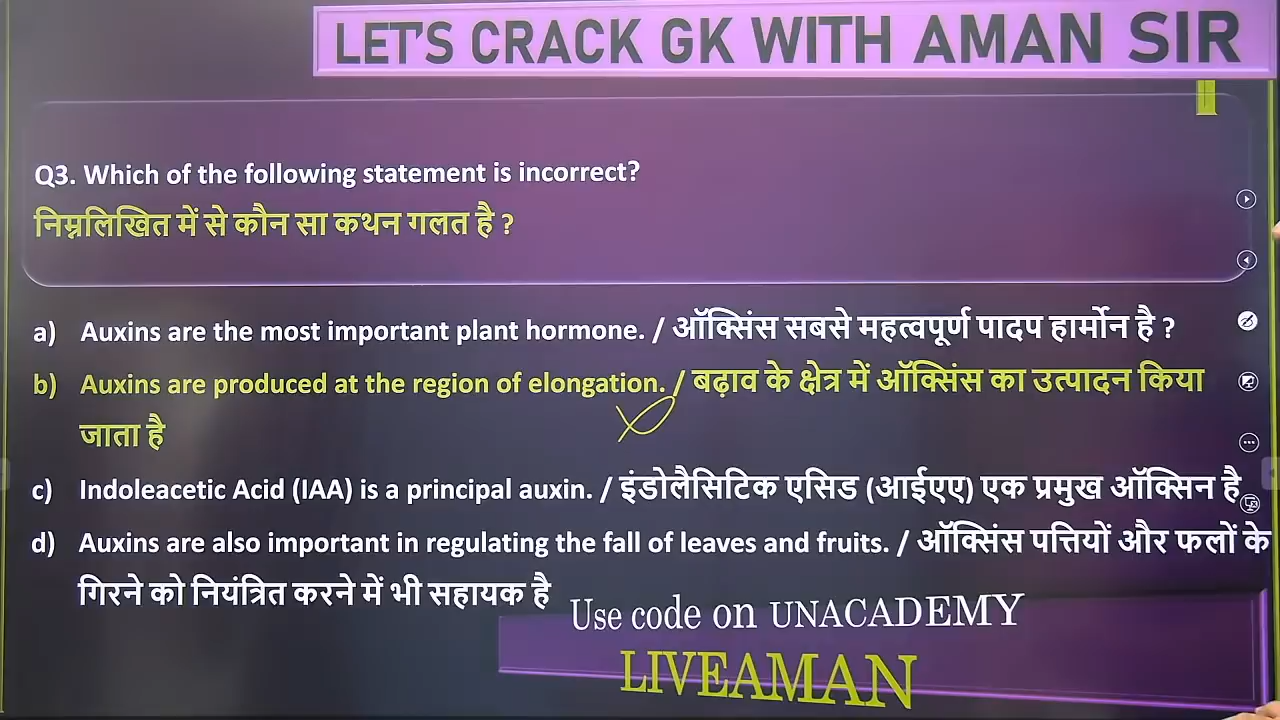 LET'S CRACK GK WITH AMAN SIR
Q3. Which of the following statement is incorrect?
निम्नलिखित में से कौन सा कथन गलत है ?
a) Auxins are the most important plant hormone. / ऑक्सिंस सबसे महत्वपूर्ण पादप हार्मोन है ?
b) Auxins are produced at the region of elongation. / बढ़ाव के क्षेत्र में ऑक्सिंस का उत्पादन किया
जाता है
c) Indoleacetic Acid (IAA) is a principal auxin. / इंडोलैसिटिक एसिड (आईएए) एक प्रमुख ऑक्सिन है
d) Auxins are also important in regulating the fall of leaves and fruits. / ऑक्सिंस पत्तियों और फलों के
गिरने को नियंत्रित करने में भी सहायक है
Use code on UNACADEMY
LIVEAMAN